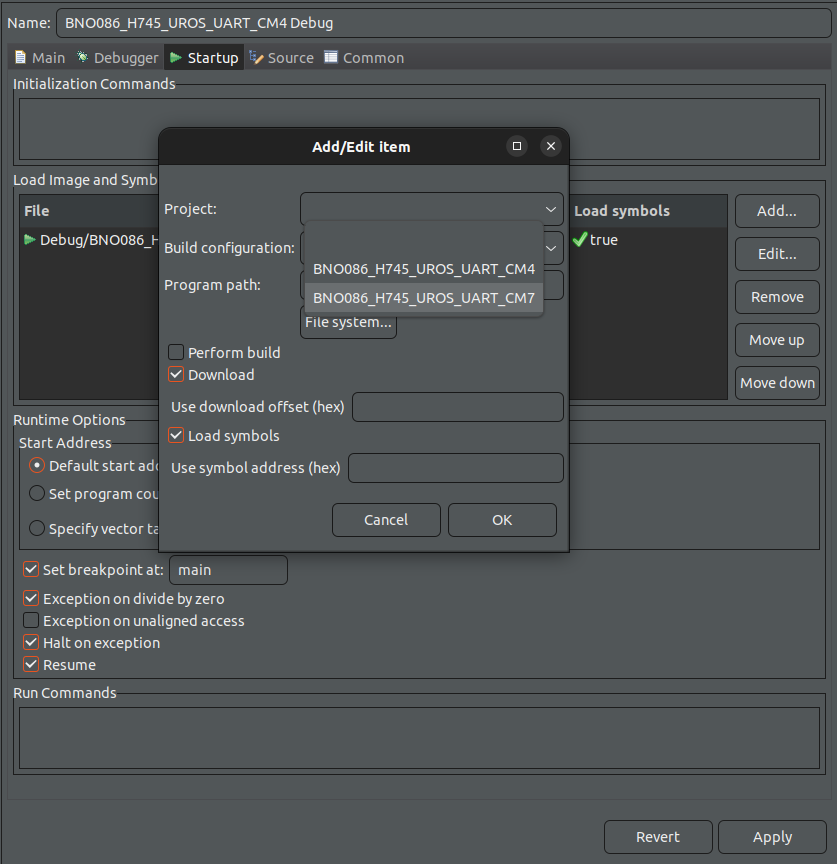 Name: BNO086_H745_UROS_UART_CM4 Debug
Main Debugger Startup Source Common
Initialization Commands
Add/Edit item
Load Image and Symb
File Load symbols
Debug/BNO086_H true
Project:
Build configuration:
BNO086_H745_UROS_UART_CM4
Program path:
BNO086_H745_UROS_UART_CM7
File system...
Perform build
Download
Use download offset (hex)
Load symbols
Use symbol address (hex)
Cancel OK
Add...
Edit...
Remove
Move up
Move down
Runtime Options
Start Address
Default start add
Set program cou
Specify vector ta
Set breakpoint at: main
Exception on divide by zero
Exception on unaligned access
Halt on exception
Resume
Run Commands
Revert Apply